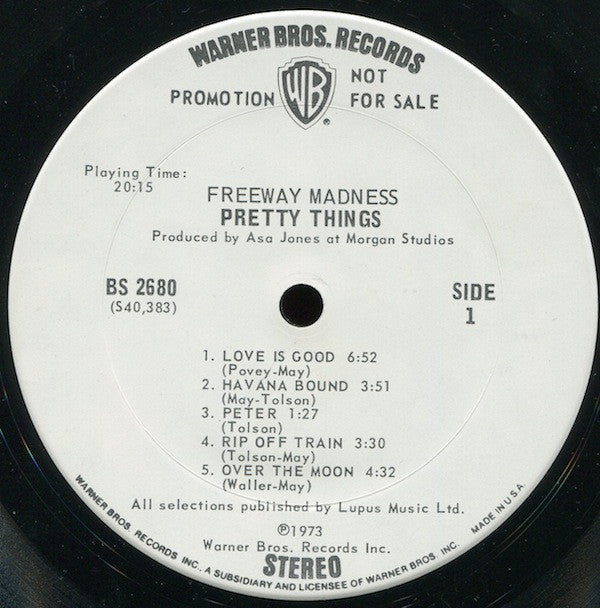 WARNER BROS. RECORDS
PROMOTION WB NOT
FOR SALE
®
Playing Time:
20:15
FREEWAY MADNESS
PRETTY THINGS
Produced by Asa Jones at Morgan Studios
BS 2680
(S40,383)
SIDE
1
1. LOVE IS GOOD 6:52
(Povey-May)
2. HAVANA BOUND 3:51
(May-Tolson)
3. PETER 1:27
(Tolson)
4. RIP OFF TRAIN 3:30
(Tolson-May)
5. OVER THE MOON 4:32
(Waller-May)
All selections published by Lupus Music Ltd.
℗1973
Warner Bros. Records Inc.
STEREO
WARNER BROS. RECORDS INC., A SUBSIDIARY AND LICENSEE OF WARNER BROS. INC. MADE IN U.S.A.